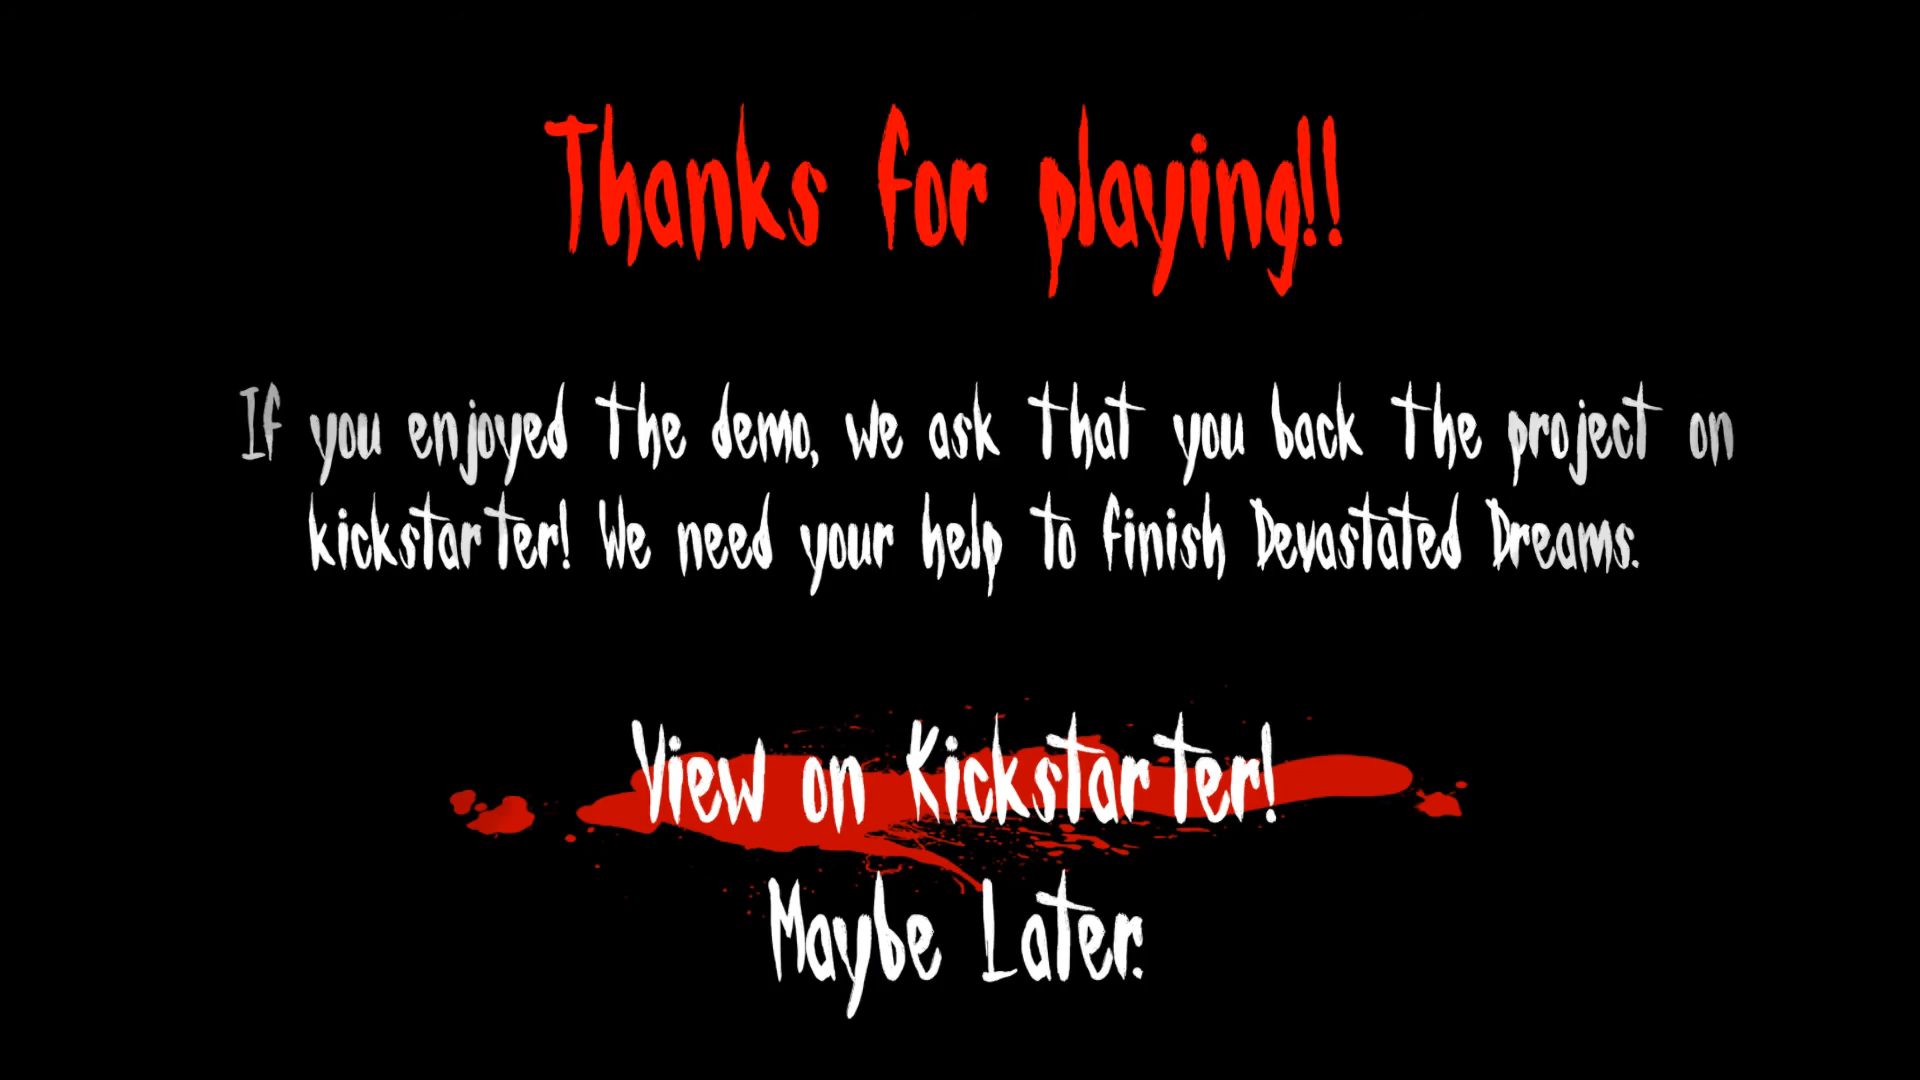 Thanks for playing!!
If you enjoyed the demo, we ask that you back the project on
kickstarter! We need your help to finish Devastated Dreams.
View on Kickstarter!
Maybe Later.